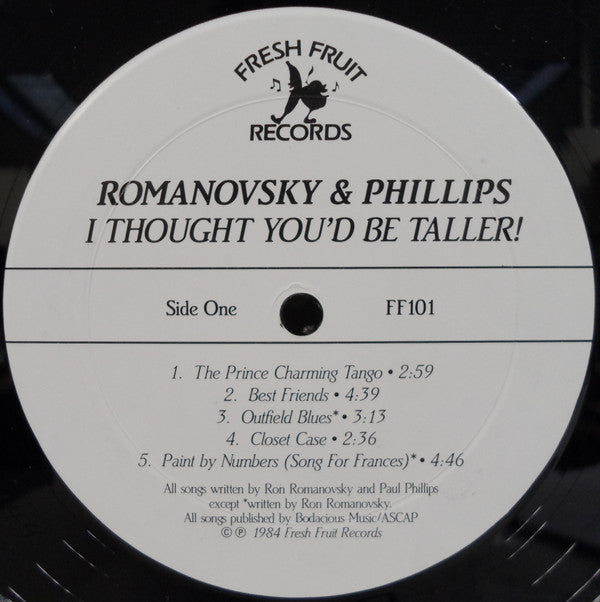 FRESH FRUIT
RECORDS
ROMANOVSKY & PHILLIPS
I THOUGHT YOU'D BE TALLER!
Side One FF101
1. The Prince Charming Tango • 2:59
2. Best Friends • 4:39
3. Outfield Blues* • 3:13
4. Closet Case • 2:36
5. Paint by Numbers (Song For Frances)* • 4:46
All songs written by Ron Romanovsky and Paul Phillips
except *written by Ron Romanovsky.
All songs published by Bodacious Music/ASCAP
© ℗ 1984 Fresh Fruit Records